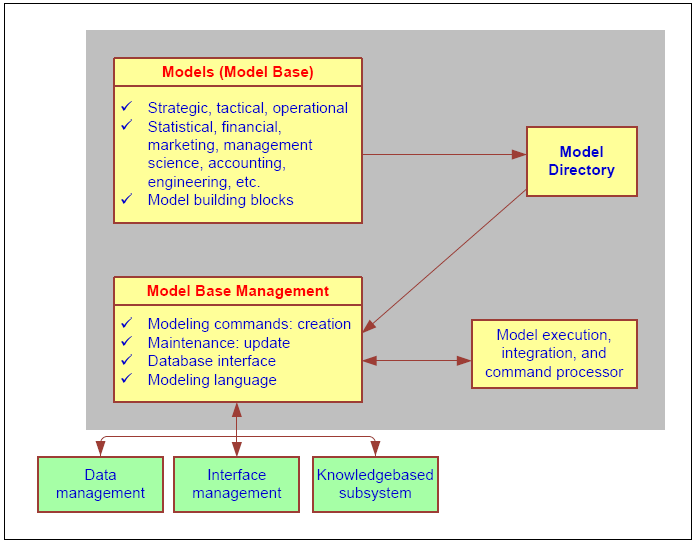 Models (Model Base)
✓ Strategic, tactical, operational
✓ Statistical, financial,
marketing, management
science, accounting,
engineering, etc.
✓ Model building blocks
Model
Directory
Model Base Management
✓ Modeling commands: creation
✓ Maintenance: update
✓ Database interface
✓ Modeling language
Model execution,
integration, and
command processor
Data
management
Interface
management
Knowledgebased
subsystem